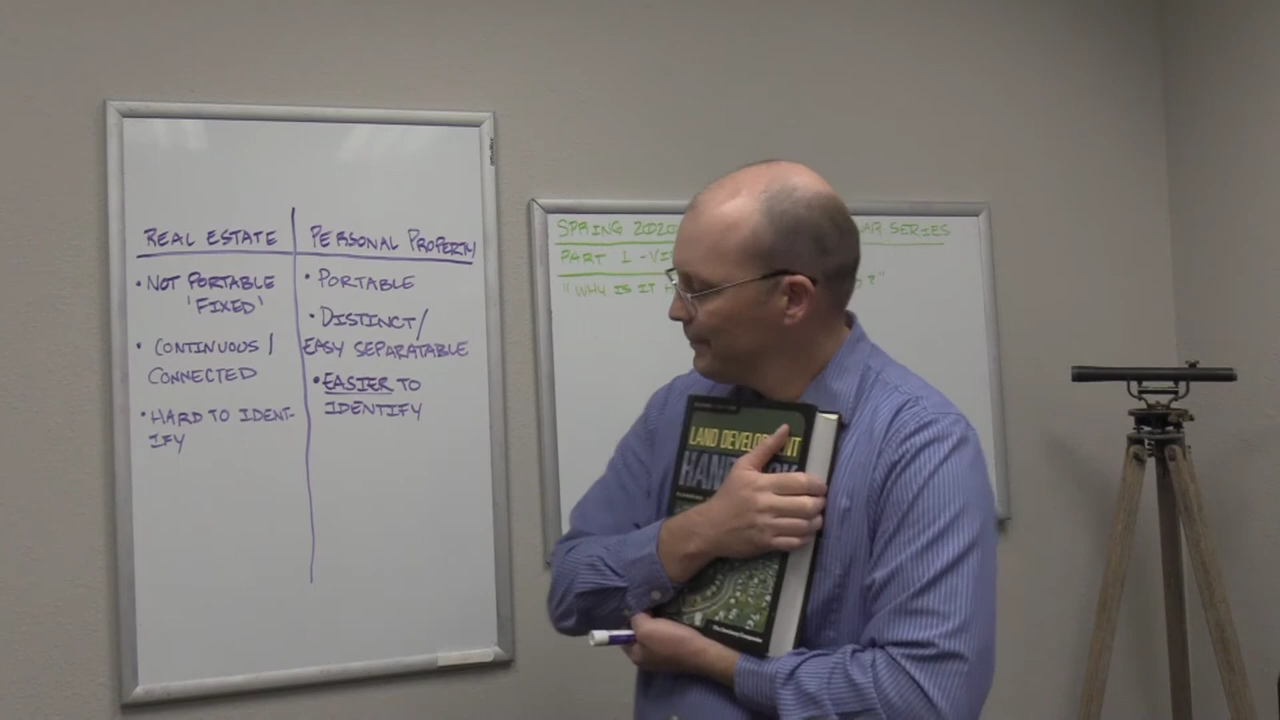 REAL ESTATE
PERSONAL PROPERTY
• NOT PORTABLE
'FIXED'
• CONTINUOUS /
CONNECTED
• HARD TO IDENT-
IFY
• PORTABLE
• DISTINCT/
EASY SEPARATABLE
• EASIER TO
IDENTIFY
SPRING 2020 SERIES
PART 1 -
"WHY IS IT ?"
LAND DEVELOPMENT
HANDBOOK